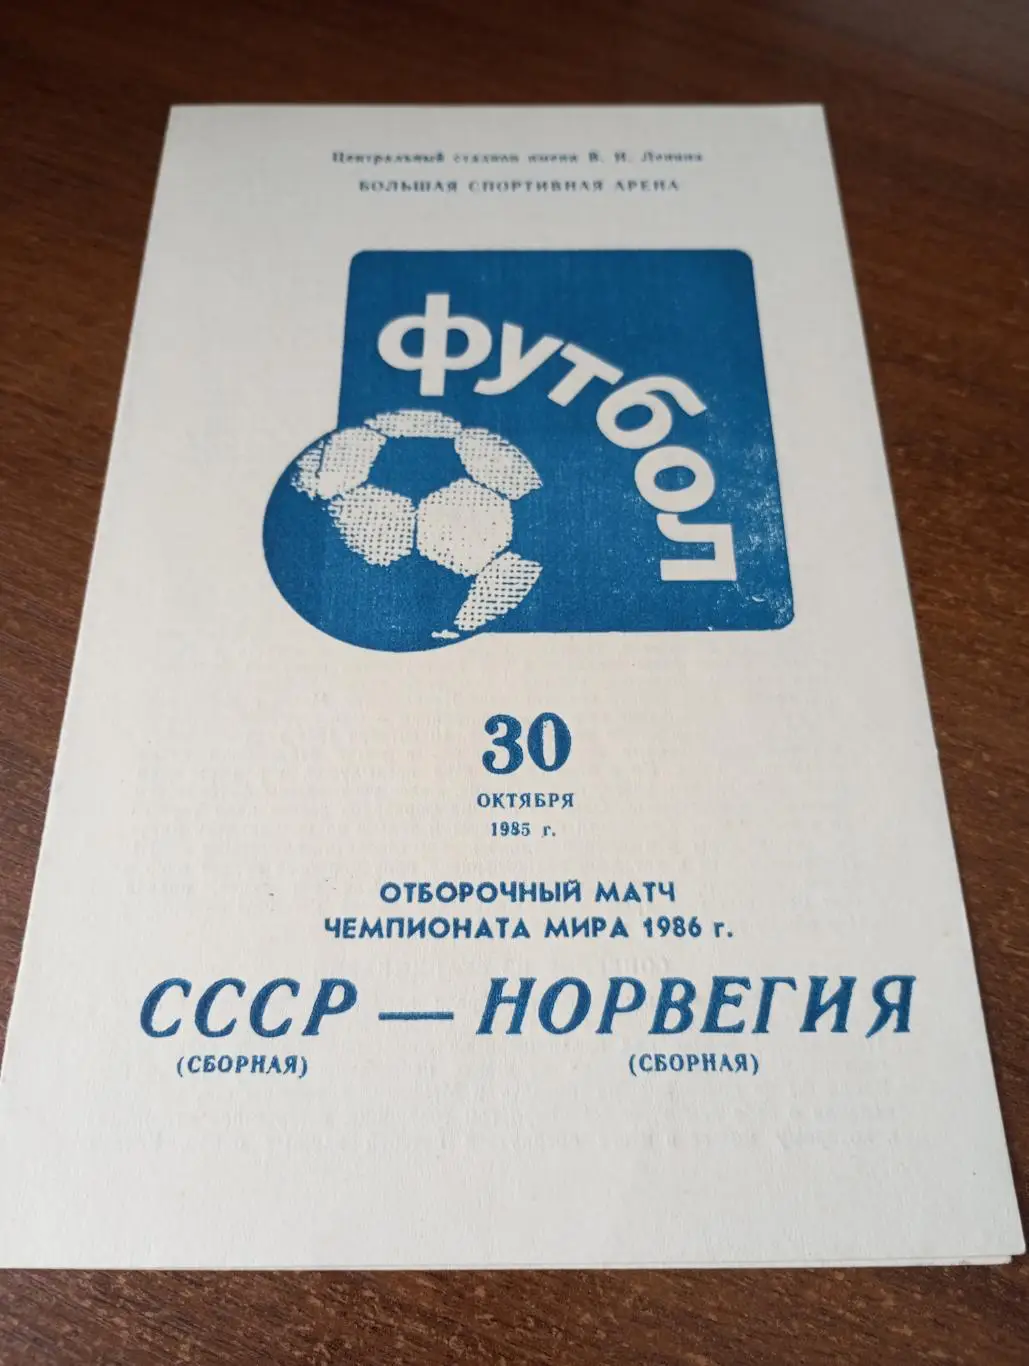 Центральный стадион имени В. И. Ленина
БОЛЬШАЯ СПОРТИВНАЯ АРЕНА
футбол
30
ОКТЯБРЯ
1985 г.
ОТБОРОЧНЫЙ МАТЧ
ЧЕМПИОНАТА МИРА 1986 г.
СССР — НОРВЕГИЯ
(СБОРНАЯ) (СБОРНАЯ)